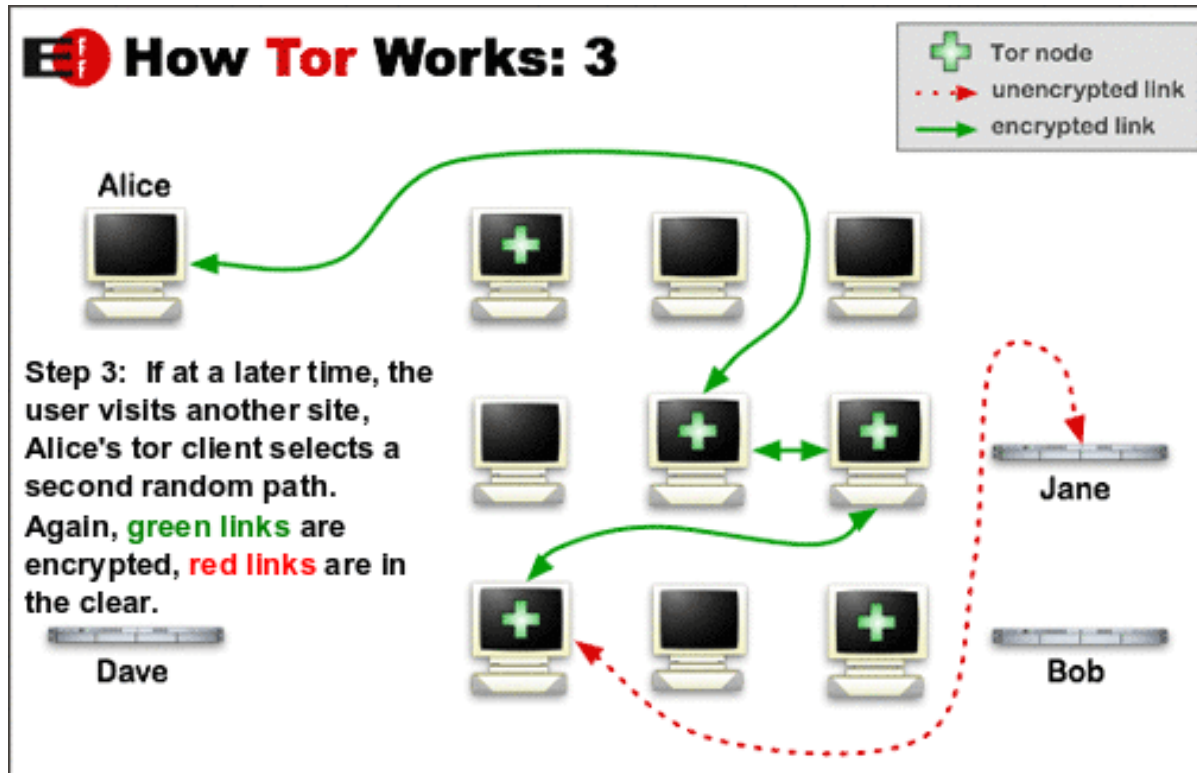 EFF How Tor Works: 3
Tor node
unencrypted link
encrypted link
Alice
Step 3: If at a later time, the
user visits another site,
Alice's tor client selects a
second random path.
Again, green links are
encrypted, red links are in
the clear.
Jane
Dave
Bob